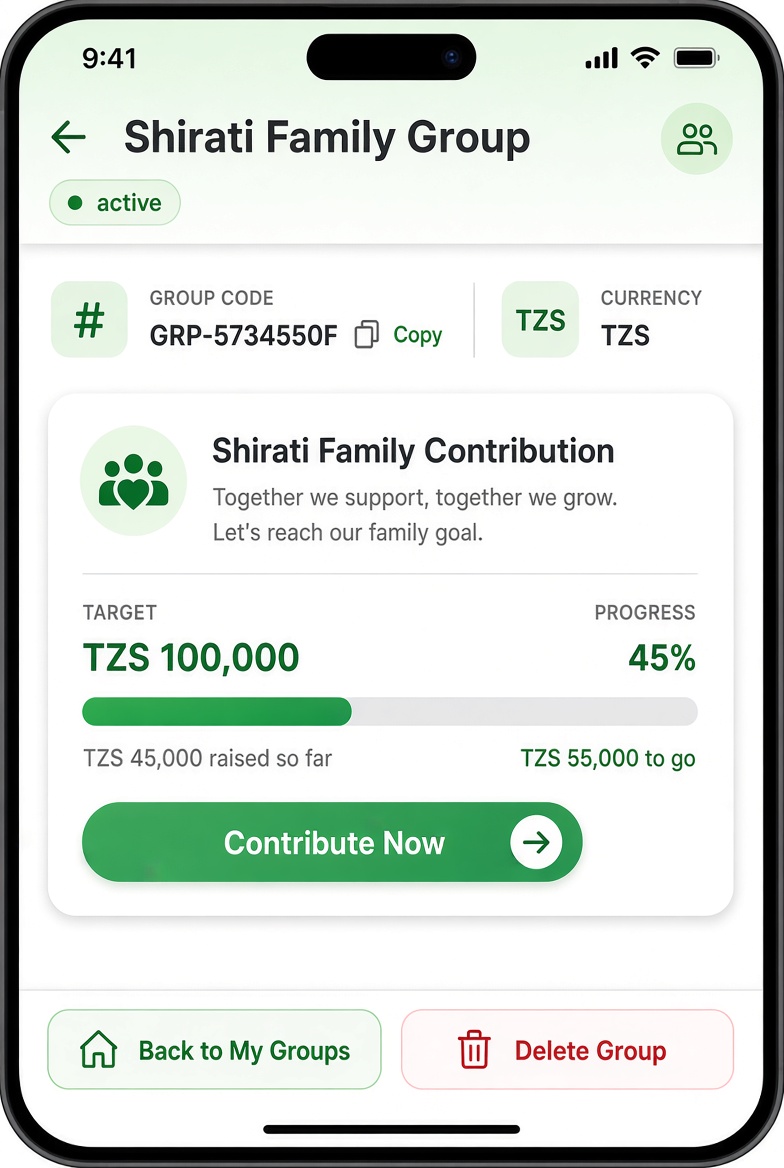 9:41
Shirati Family Group
active
GROUP CODE
GRP-5734550F Copy
TZS
CURRENCY
TZS
Shirati Family Contribution
Together we support, together we grow.
Let's reach our family goal.
TARGET PROGRESS
TZS 100,000 45%
TZS 45,000 raised so far TZS 55,000 to go
Contribute Now
Back to My Groups Delete Group